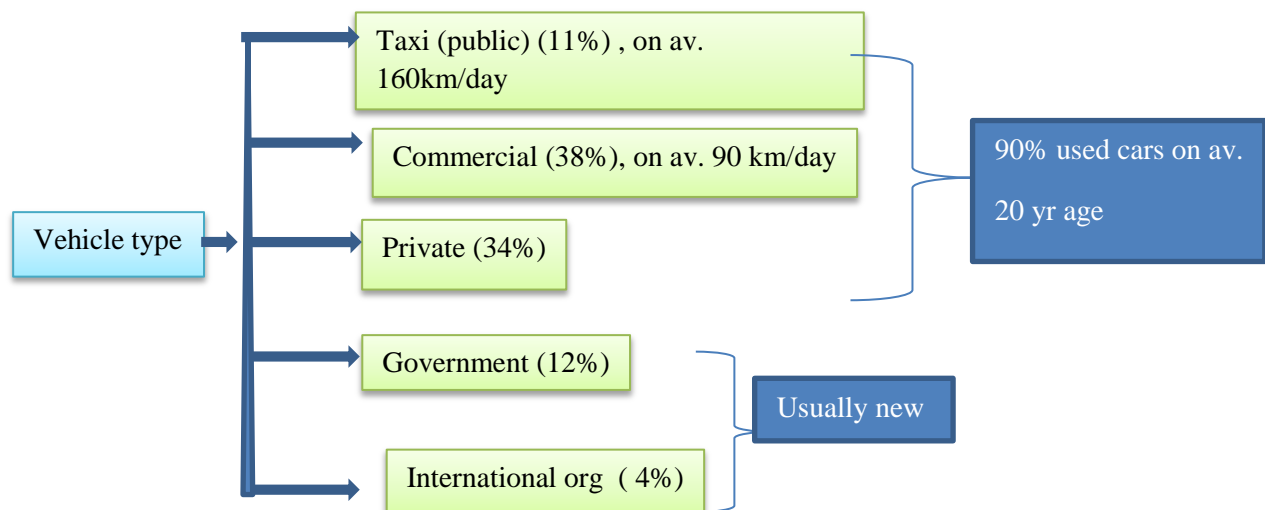 Taxi (public) (11%) , on av.
160km/day
Commercial (38%), on av. 90 km/day
90% used cars on av.
20 yr age
Vehicle type
Private (34%)
Government (12%)
Usually new
International org ( 4%)